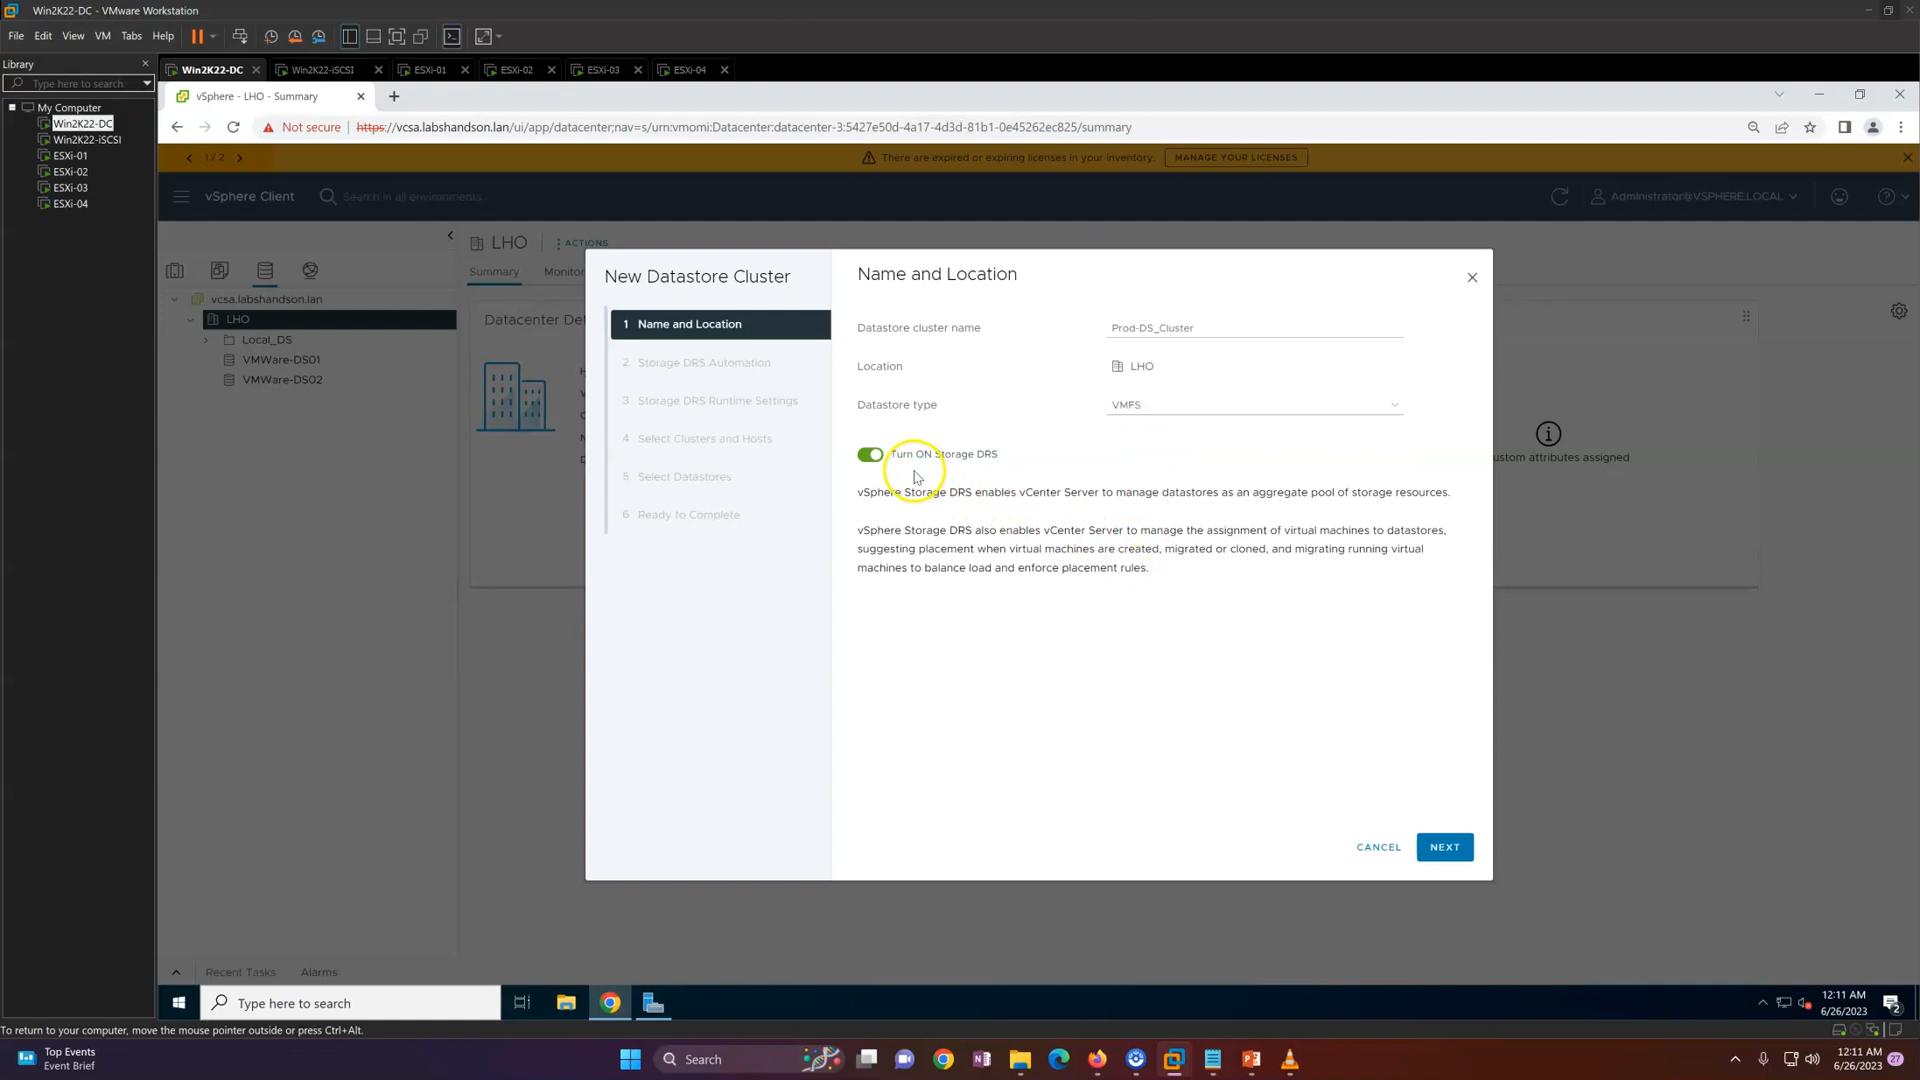 Win2K22-DC - VMware Workstation
File Edit View VM Tabs Help
Library
Type here to search
My Computer
Win2K22-DC
Win2K22-iSCSI
ESXi-01
ESXi-02
ESXi-03
ESXi-04
Win2K22-DC Win2K22-iSCSI ESXi-01 ESXi-02 ESXi-03 ESXi-04
vSphere - LHO - Summary
Not secure https://vcsa.labshandson.lan/ui/app/datacenter;nav=s/urn:vmomi:Datacenter:datacenter-3:5427e50d-4a17-4d3d-81b1-0e45262ec825/summary
1 / 2 There are expired or expiring licenses in your inventory. MANAGE YOUR LICENSES
vSphere Client Search in all environments Administrator@VSPHERE.LOCAL
vcsa.labshandson.lan
LHO
Local_DS
VMWare-DS01
VMWare-DS02
LHO ACTIONS
Summary Monitor
Datacenter De
ustom attributes assigned
New Datastore Cluster
1 Name and Location
2 Storage DRS Automation
3 Storage DRS Runtime Settings
4 Select Clusters and Hosts
5 Select Datastores
6 Ready to Complete
Name and Location
Datastore cluster name Prod-DS_Cluster
Location LHO
Datastore type VMFS
Turn ON Storage DRS
vSphere Storage DRS enables vCenter Server to manage datastores as an aggregate pool of storage resources.
vSphere Storage DRS also enables vCenter Server to manage the assignment of virtual machines to datastores,
suggesting placement when virtual machines are created, migrated or cloned, and migrating running virtual
machines to balance load and enforce placement rules.
CANCEL NEXT
Recent Tasks Alarms
Type here to search
12:11 AM
6/26/2023
2
To return to your computer, move the mouse pointer outside or press Ctrl+Alt.
Top Events
Event Brief
Search
12:11 AM
6/26/2023
27